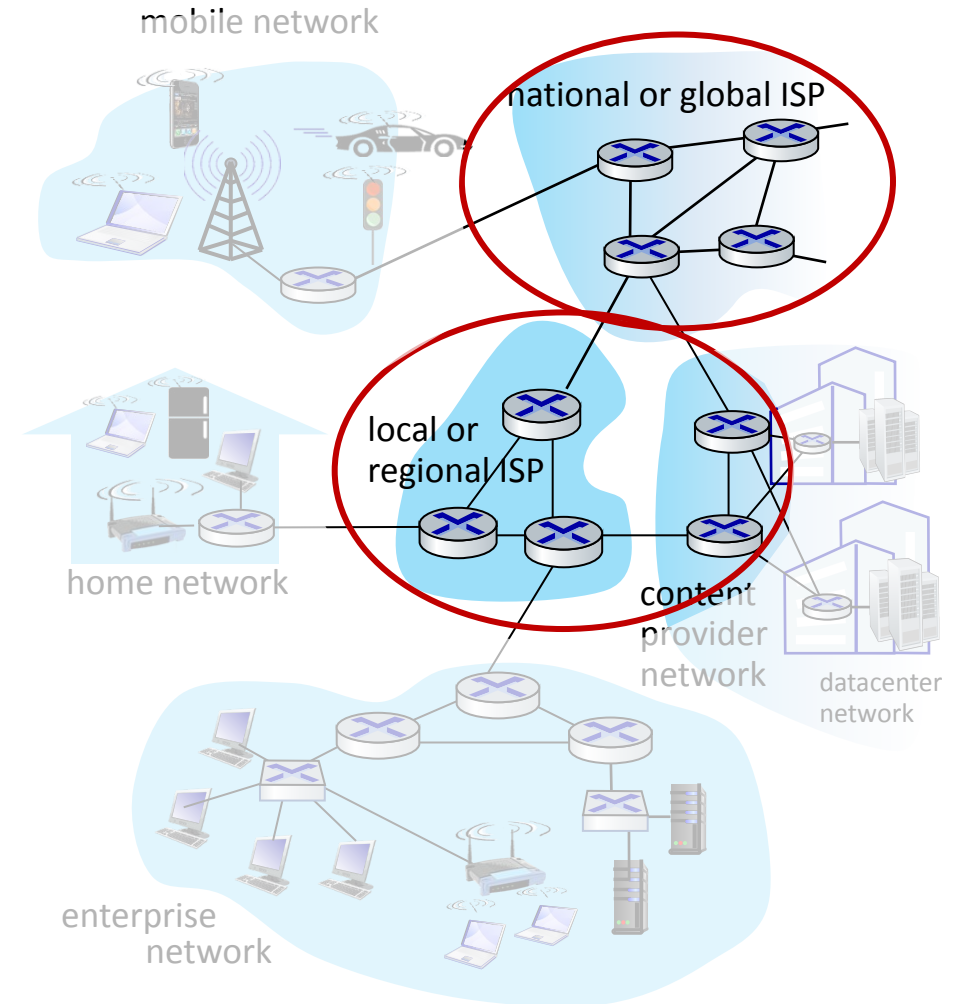 mobile network
national or global ISP
local or
regional ISP
home network
content
provider
network
datacenter
network
enterprise
network